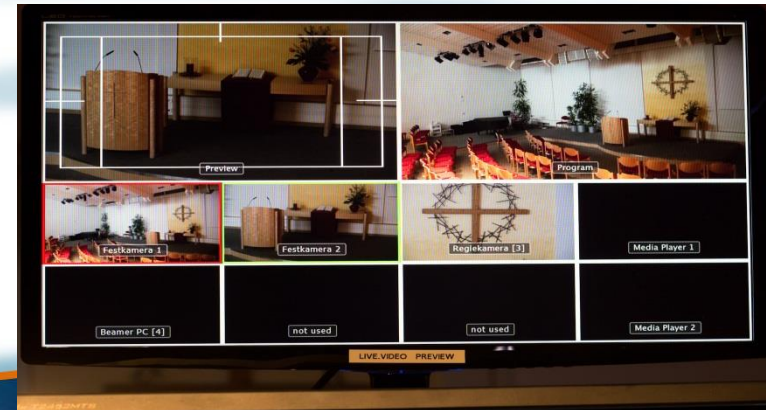 Preview
Program
Festkamera 1
Festkamera 2
Regiekamera [3]
Media Player 1
Beamer PC [4]
not used
not used
Media Player 2
LIVE.VIDEO PREVIEW
T2452MTS